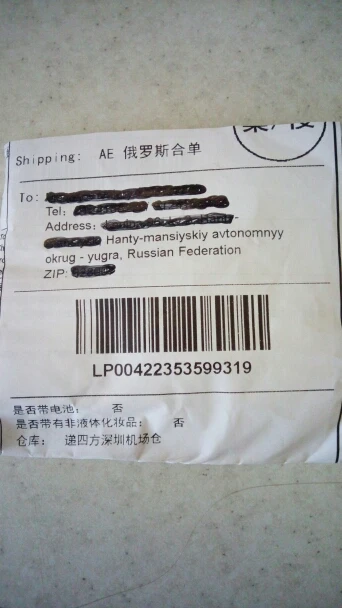 Shipping: AE 俄罗斯合单
To:
Tel:
Address:
Hanty-mansiyskiy avtonomnyy
okrug - yugra, Russian Federation
ZIP:
LP00422353599319
是否带电池: 否
是否带有非液体化妆品: 否
仓库: 递四方深圳机场仓